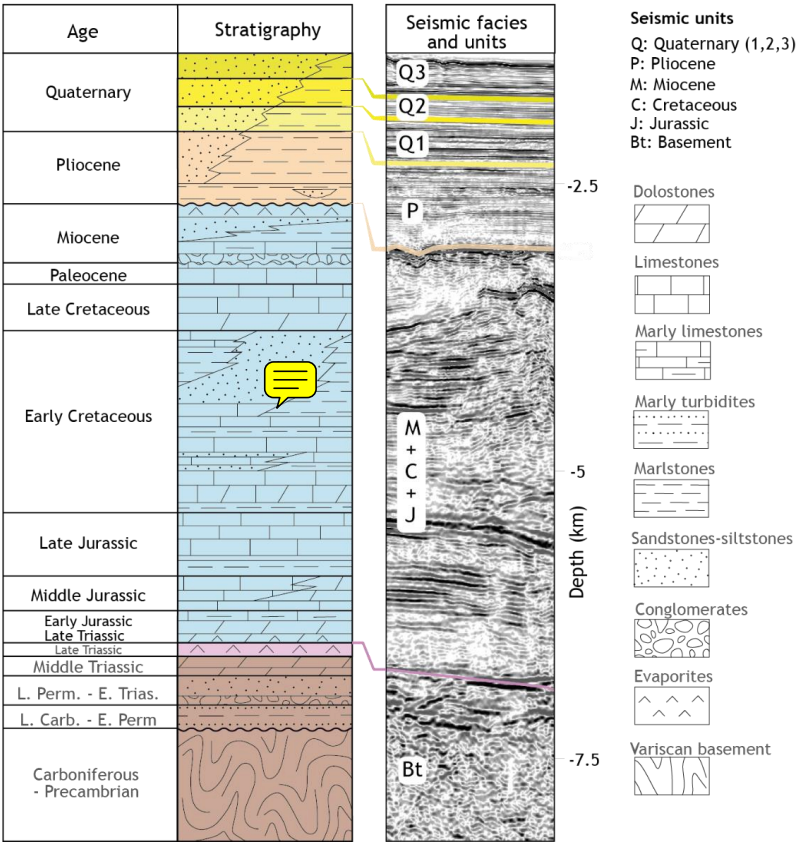 Age
Stratigraphy
Seismic facies
and units
Seismic units
Q: Quaternary (1,2,3)
P: Pliocene
M: Miocene
C: Cretaceous
J: Jurassic
Bt: Basement
Quaternary
Pliocene
Miocene
Paleocene
Late Cretaceous
Early Cretaceous
Late Jurassic
Middle Jurassic
Early Jurassic
Late Triassic
Late Triassic
Middle Triassic
L. Perm. - E. Trias.
L. Carb. - E. Perm
Carboniferous
- Precambrian
Q3
Q2
Q1
P
M
+
C
+
J
Bt
-2.5
-5
-7.5
Depth (km)
Dolostones
Limestones
Marly limestones
Marly turbidites
Marlstones
Sandstones-siltstones
Conglomerates
Evaporites
Variscan basement